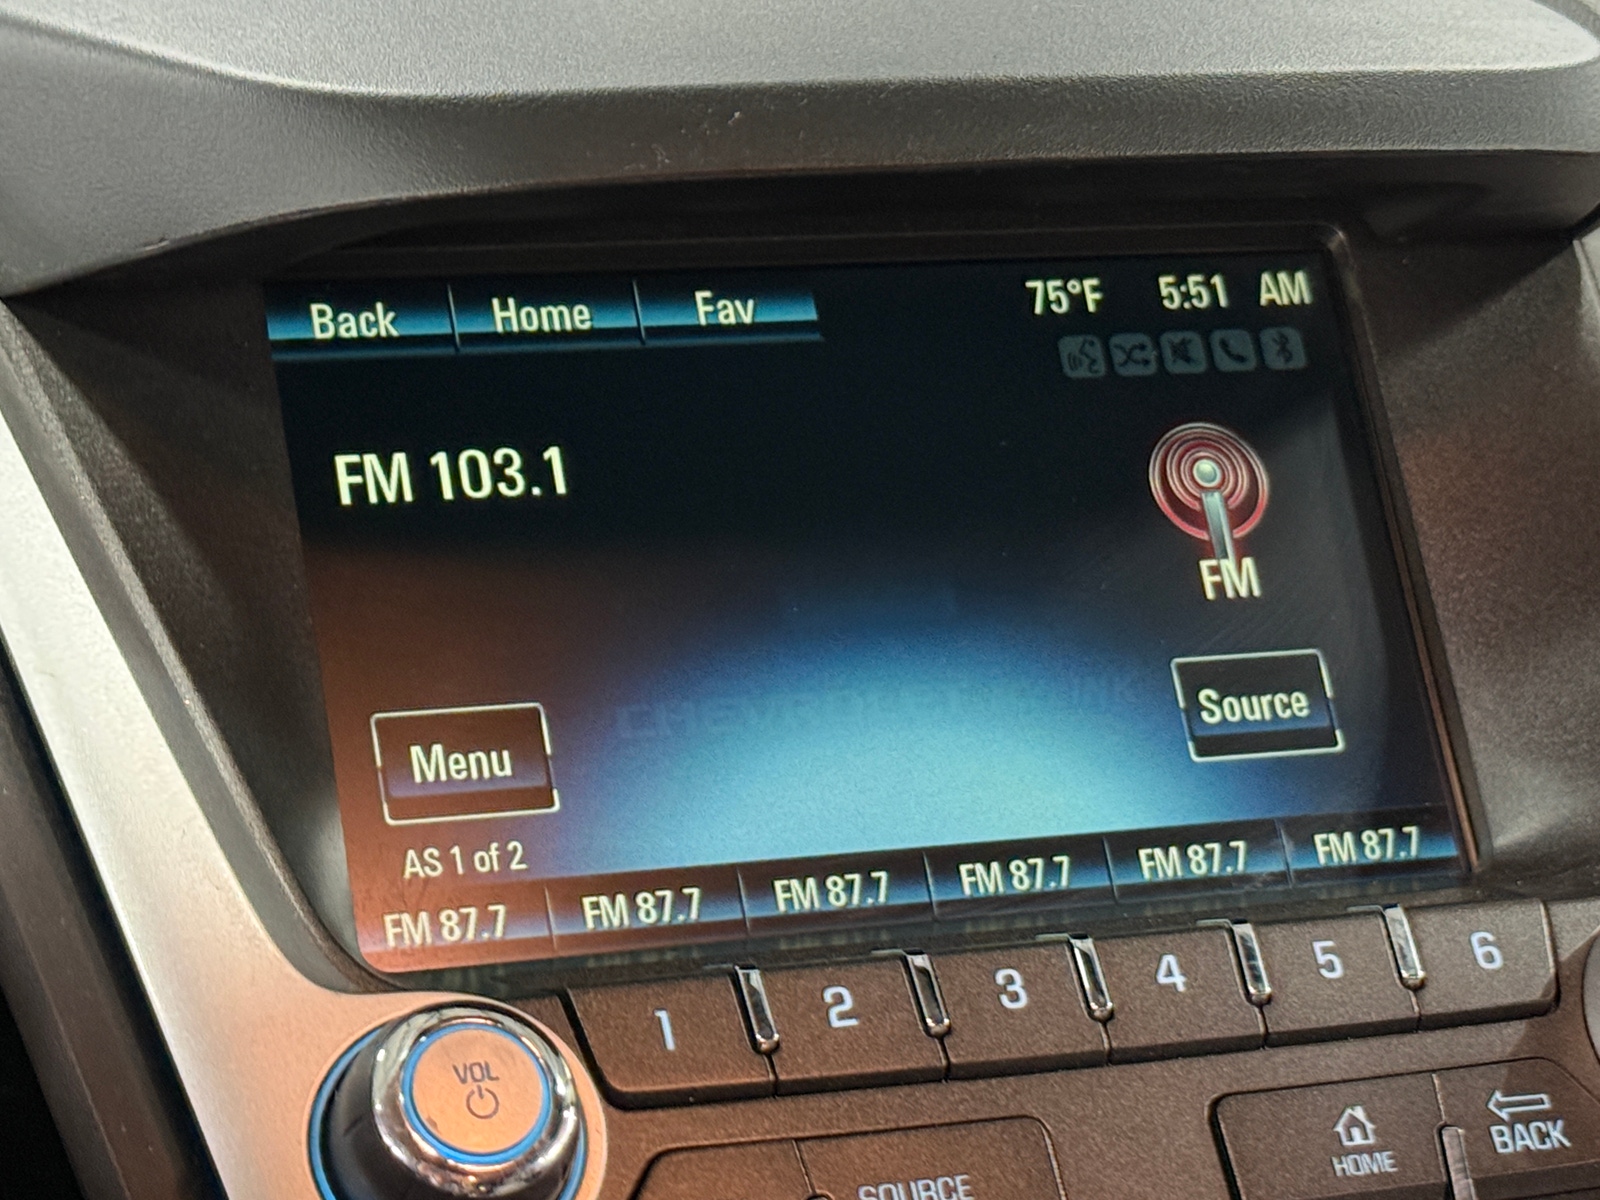 Back Home Fav 75°F 5:51 AM
FM 103.1
FM
CHEVROLET LINK
Menu
Source
AS 1 of 2
FM 87.7 FM 87.7 FM 87.7 FM 87.7 FM 87.7 FM 87.7
1 2 3 4 5 6
VOL
HOME
BACK
SOURCE